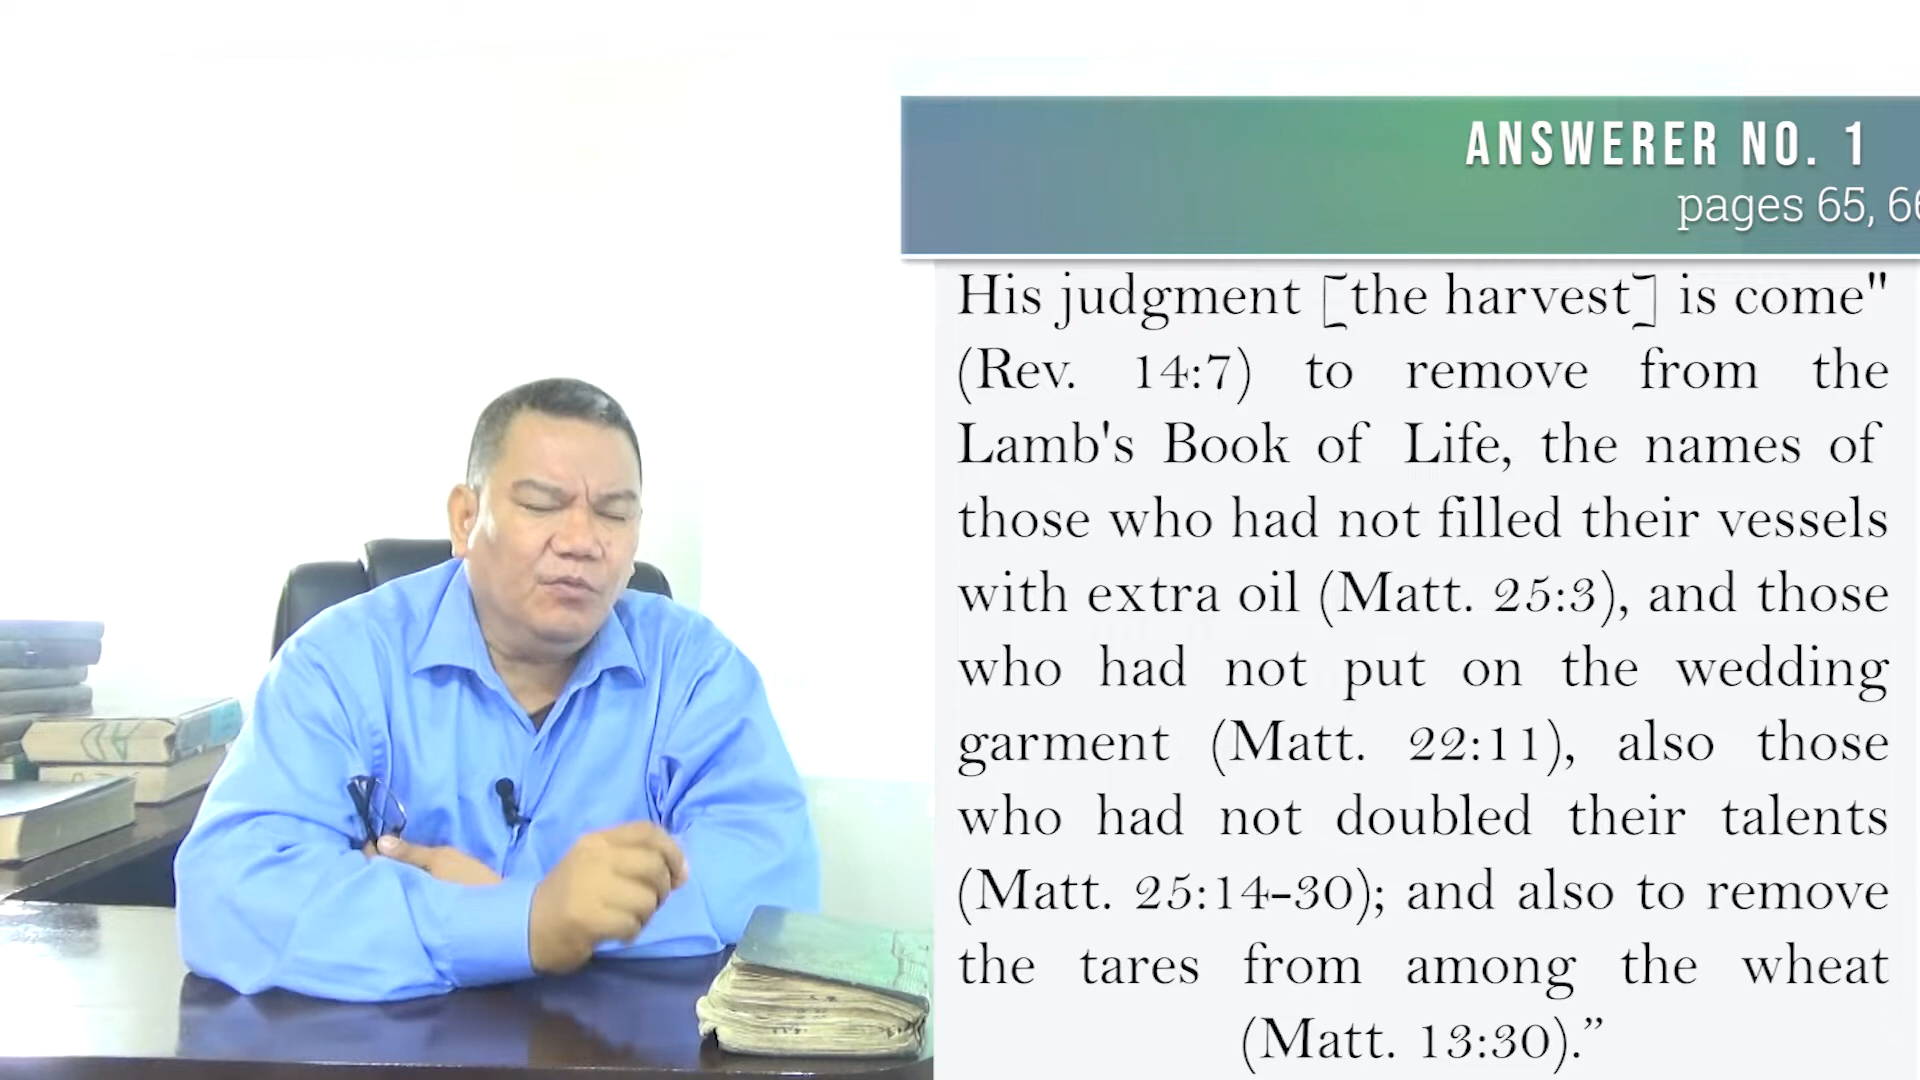 ANSWERER NO. 1
pages 65, 66
His judgment [the harvest] is come"
(Rev. 14:7) to remove from the
Lamb's Book of Life, the names of
those who had not filled their vessels
with extra oil (Matt. 25:3), and those
who had not put on the wedding
garment (Matt. 22:11), also those
who had not doubled their talents
(Matt. 25:14-30); and also to remove
the tares from among the wheat
(Matt. 13:30).”